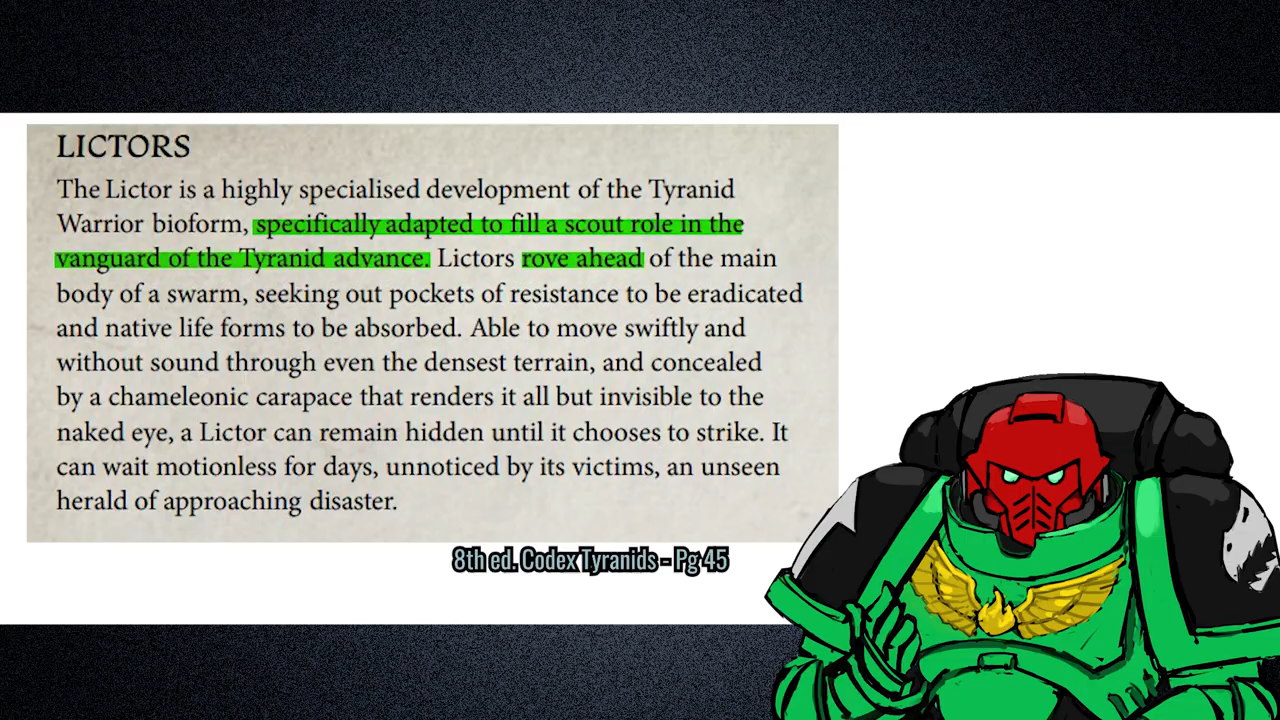 LICTORS
The Lictor is a highly specialised development of the Tyranid
Warrior bioform, specifically adapted to fill a scout role in the
vanguard of the Tyranid advance. Lictors rove ahead of the main
body of a swarm, seeking out pockets of resistance to be eradicated
and native life forms to be absorbed. Able to move swiftly and
without sound through even the densest terrain, and concealed
by a chameleonic carapace that renders it all but invisible to the
naked eye, a Lictor can remain hidden until it chooses to strike. It
can wait motionless for days, unnoticed by its victims, an unseen
herald of approaching disaster.
8th ed. Codex Tyranids - Pg 45